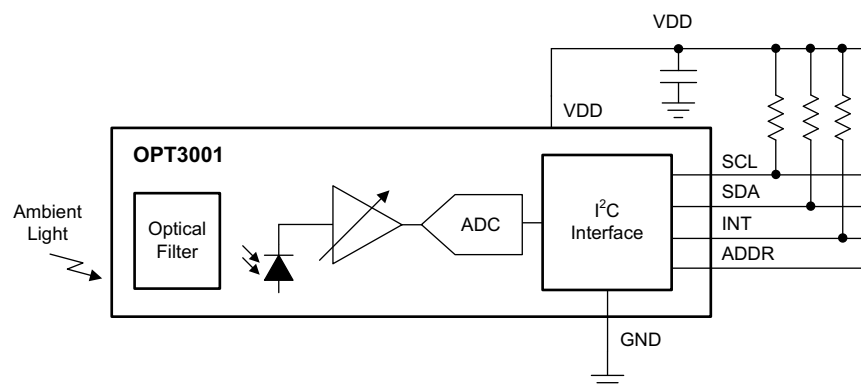 VDD
VDD
OPT3001
SCL
SDA
INT
ADDR
Ambient
Light
Optical
Filter
ADC
I²C
Interface
GND